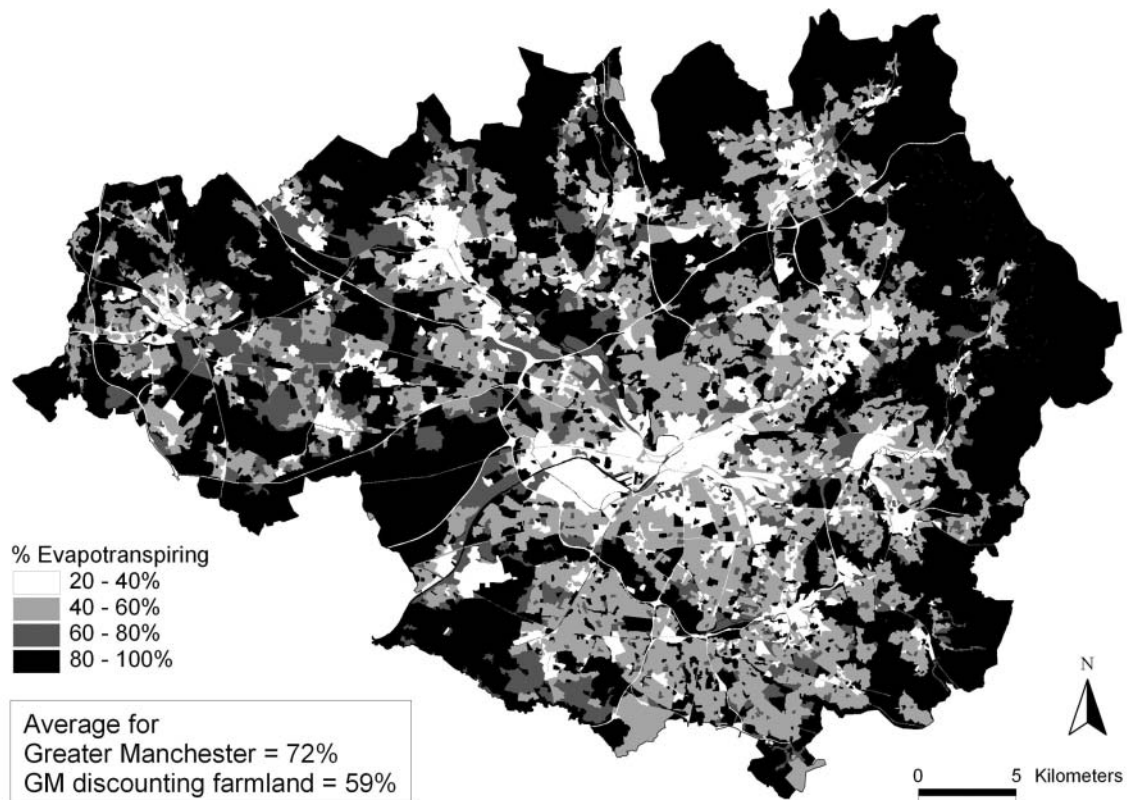 % Evapotranspiring
20 - 40%
40 - 60%
60 - 80%
80 - 100%
Average for
Greater Manchester = 72%
GM discounting farmland = 59%
N
0 5 Kilometers